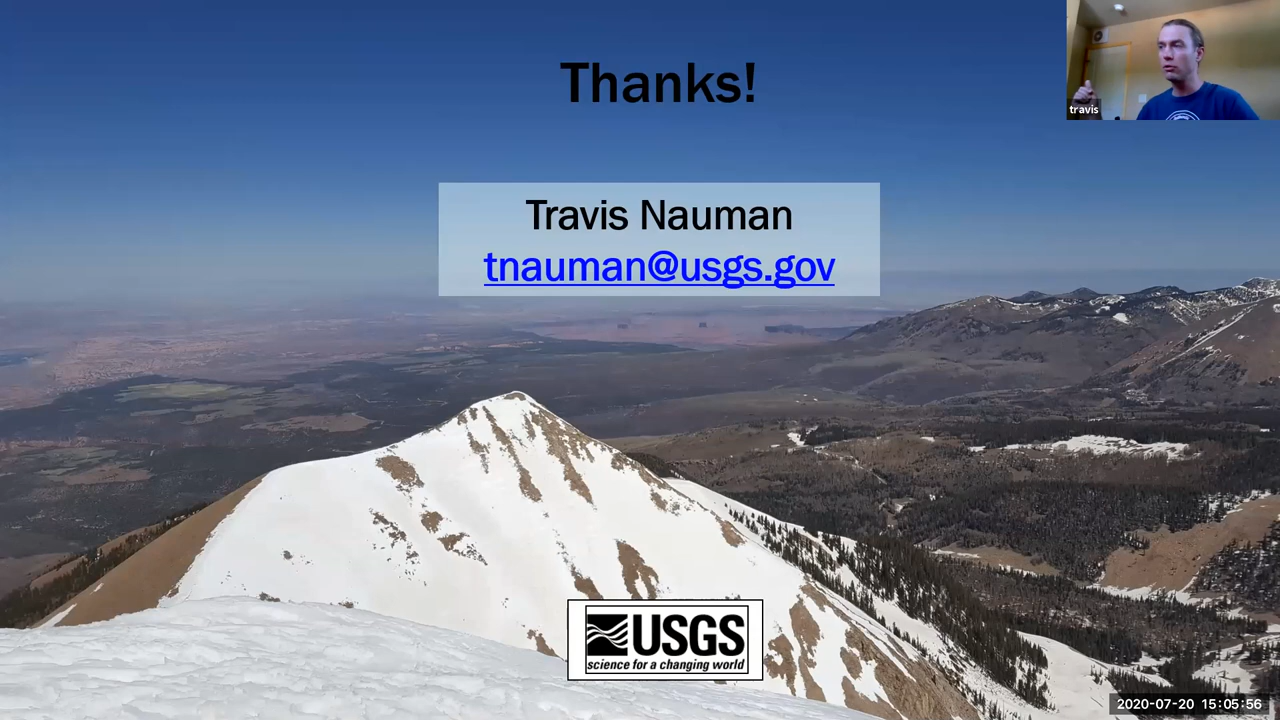 Thanks!
travis
Travis Nauman
tnauman@usgs.gov
USGS
science for a changing world
2020-07-20 15:05:56